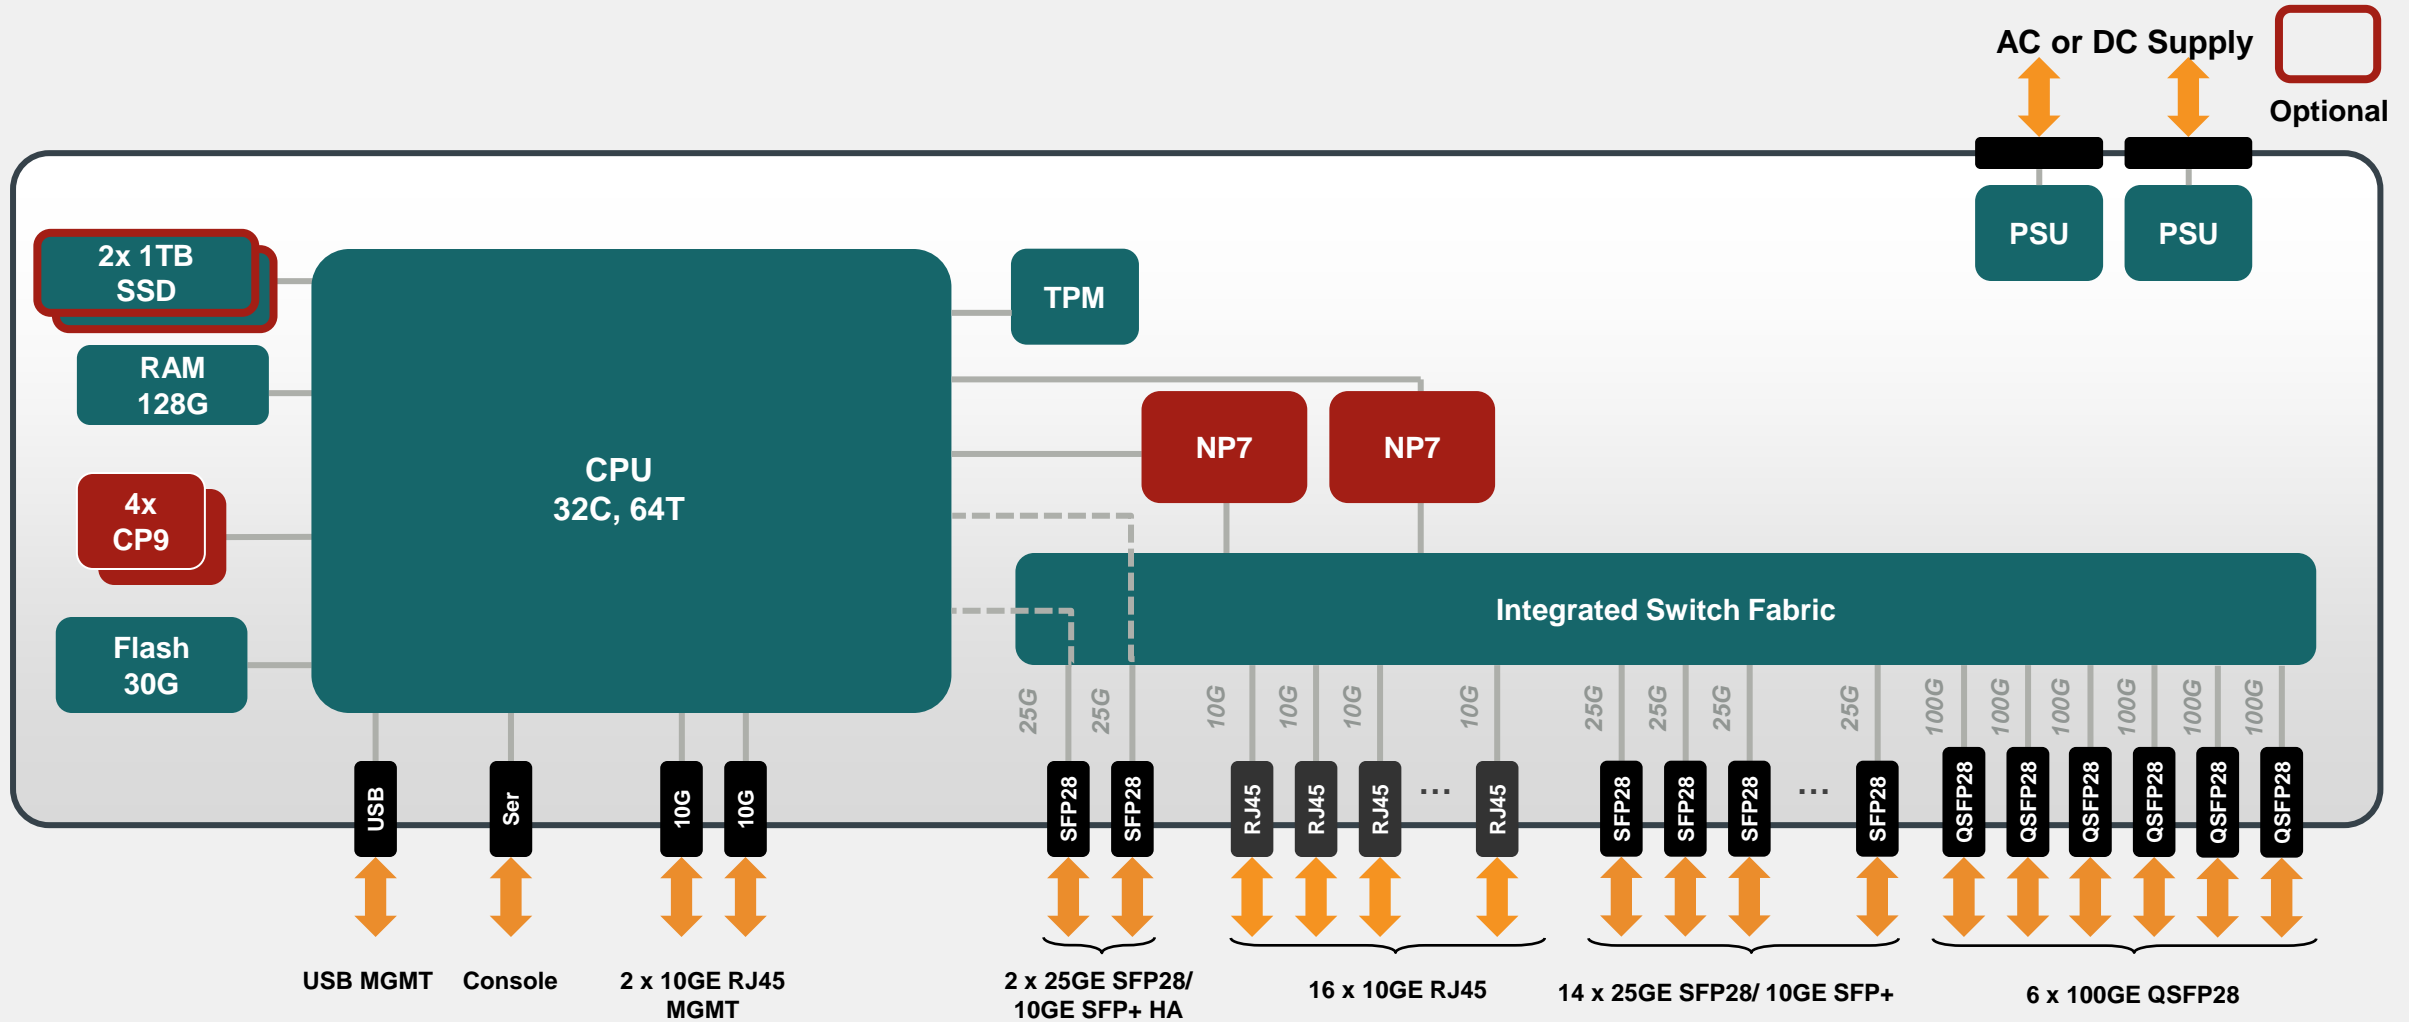 AC or DC Supply
Optional
PSU
PSU
2x 1TB
SSD
TPM
RAM
128G
NP7
NP7
CPU
32C, 64T
4x
CP9
Integrated Switch Fabric
Flash
30G
25G
25G
10G
10G
10G
10G
25G
25G
25G
25G
100G
100G
100G
100G
100G
100G
USB
Ser
10G
10G
SFP28
SFP28
RJ45
RJ45
RJ45
...
RJ45
SFP28
SFP28
SFP28
...
SFP28
QSFP28
QSFP28
QSFP28
QSFP28
QSFP28
QSFP28
USB MGMT
Console
2 x 10GE RJ45
MGMT
2 x 25GE SFP28/
10GE SFP+ HA
16 x 10GE RJ45
14 x 25GE SFP28/ 10GE SFP+
6 x 100GE QSFP28